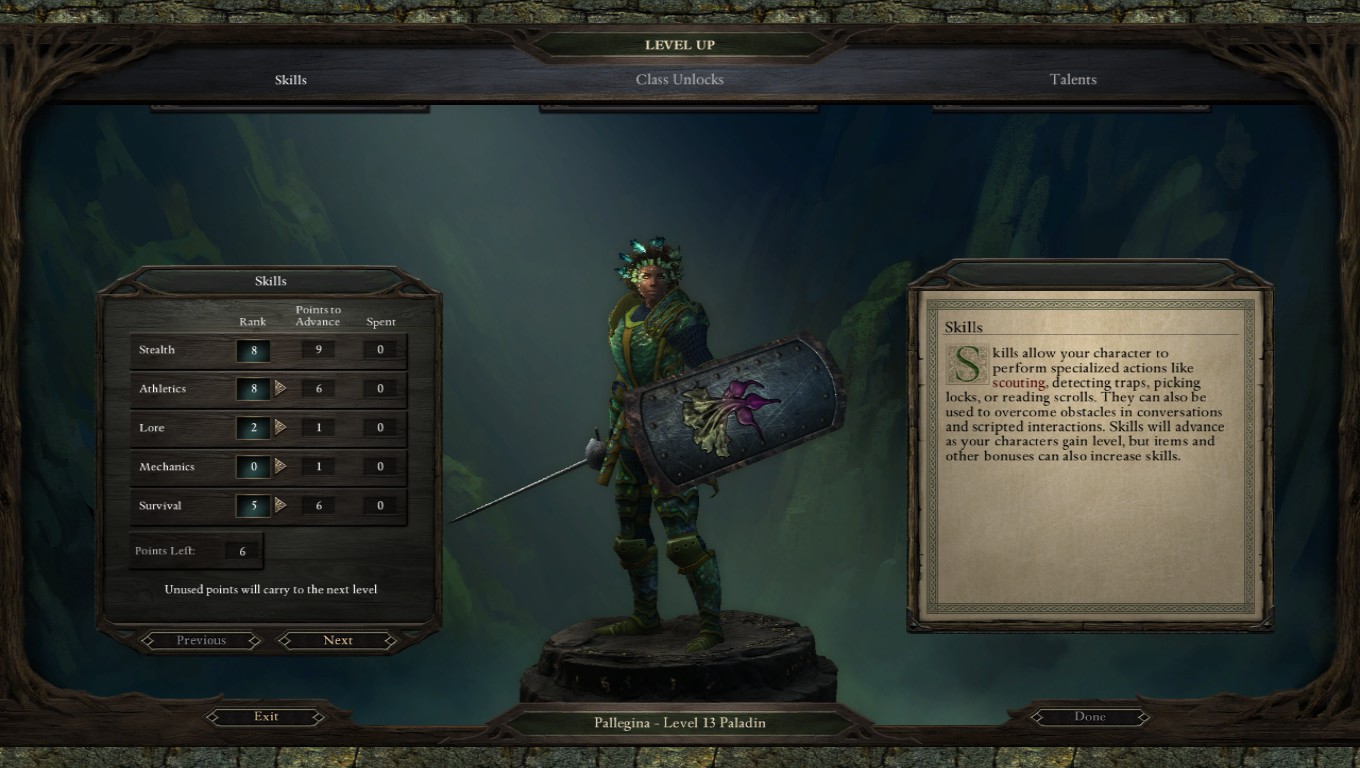 LEVEL UP
Skills
Class Unlocks
Talents
Skills
Rank
Points to
Advance
Spent
Stealth 8 9 0
Athletics 8 6 0
Lore 2 1 0
Mechanics 0 1 0
Survival 5 6 0
Points Left: 6
Unused points will carry to the next level
Previous
Next
Skills
Skills allow your character to
perform specialized actions like
scouting, detecting traps, picking
locks, or reading scrolls. They can also be
used to overcome obstacles in conversations
and scripted interactions. Skills will advance
as your characters gain level, but items and
other bonuses can also increase skills.
Exit
Pallegina - Level 13 Paladin
Done